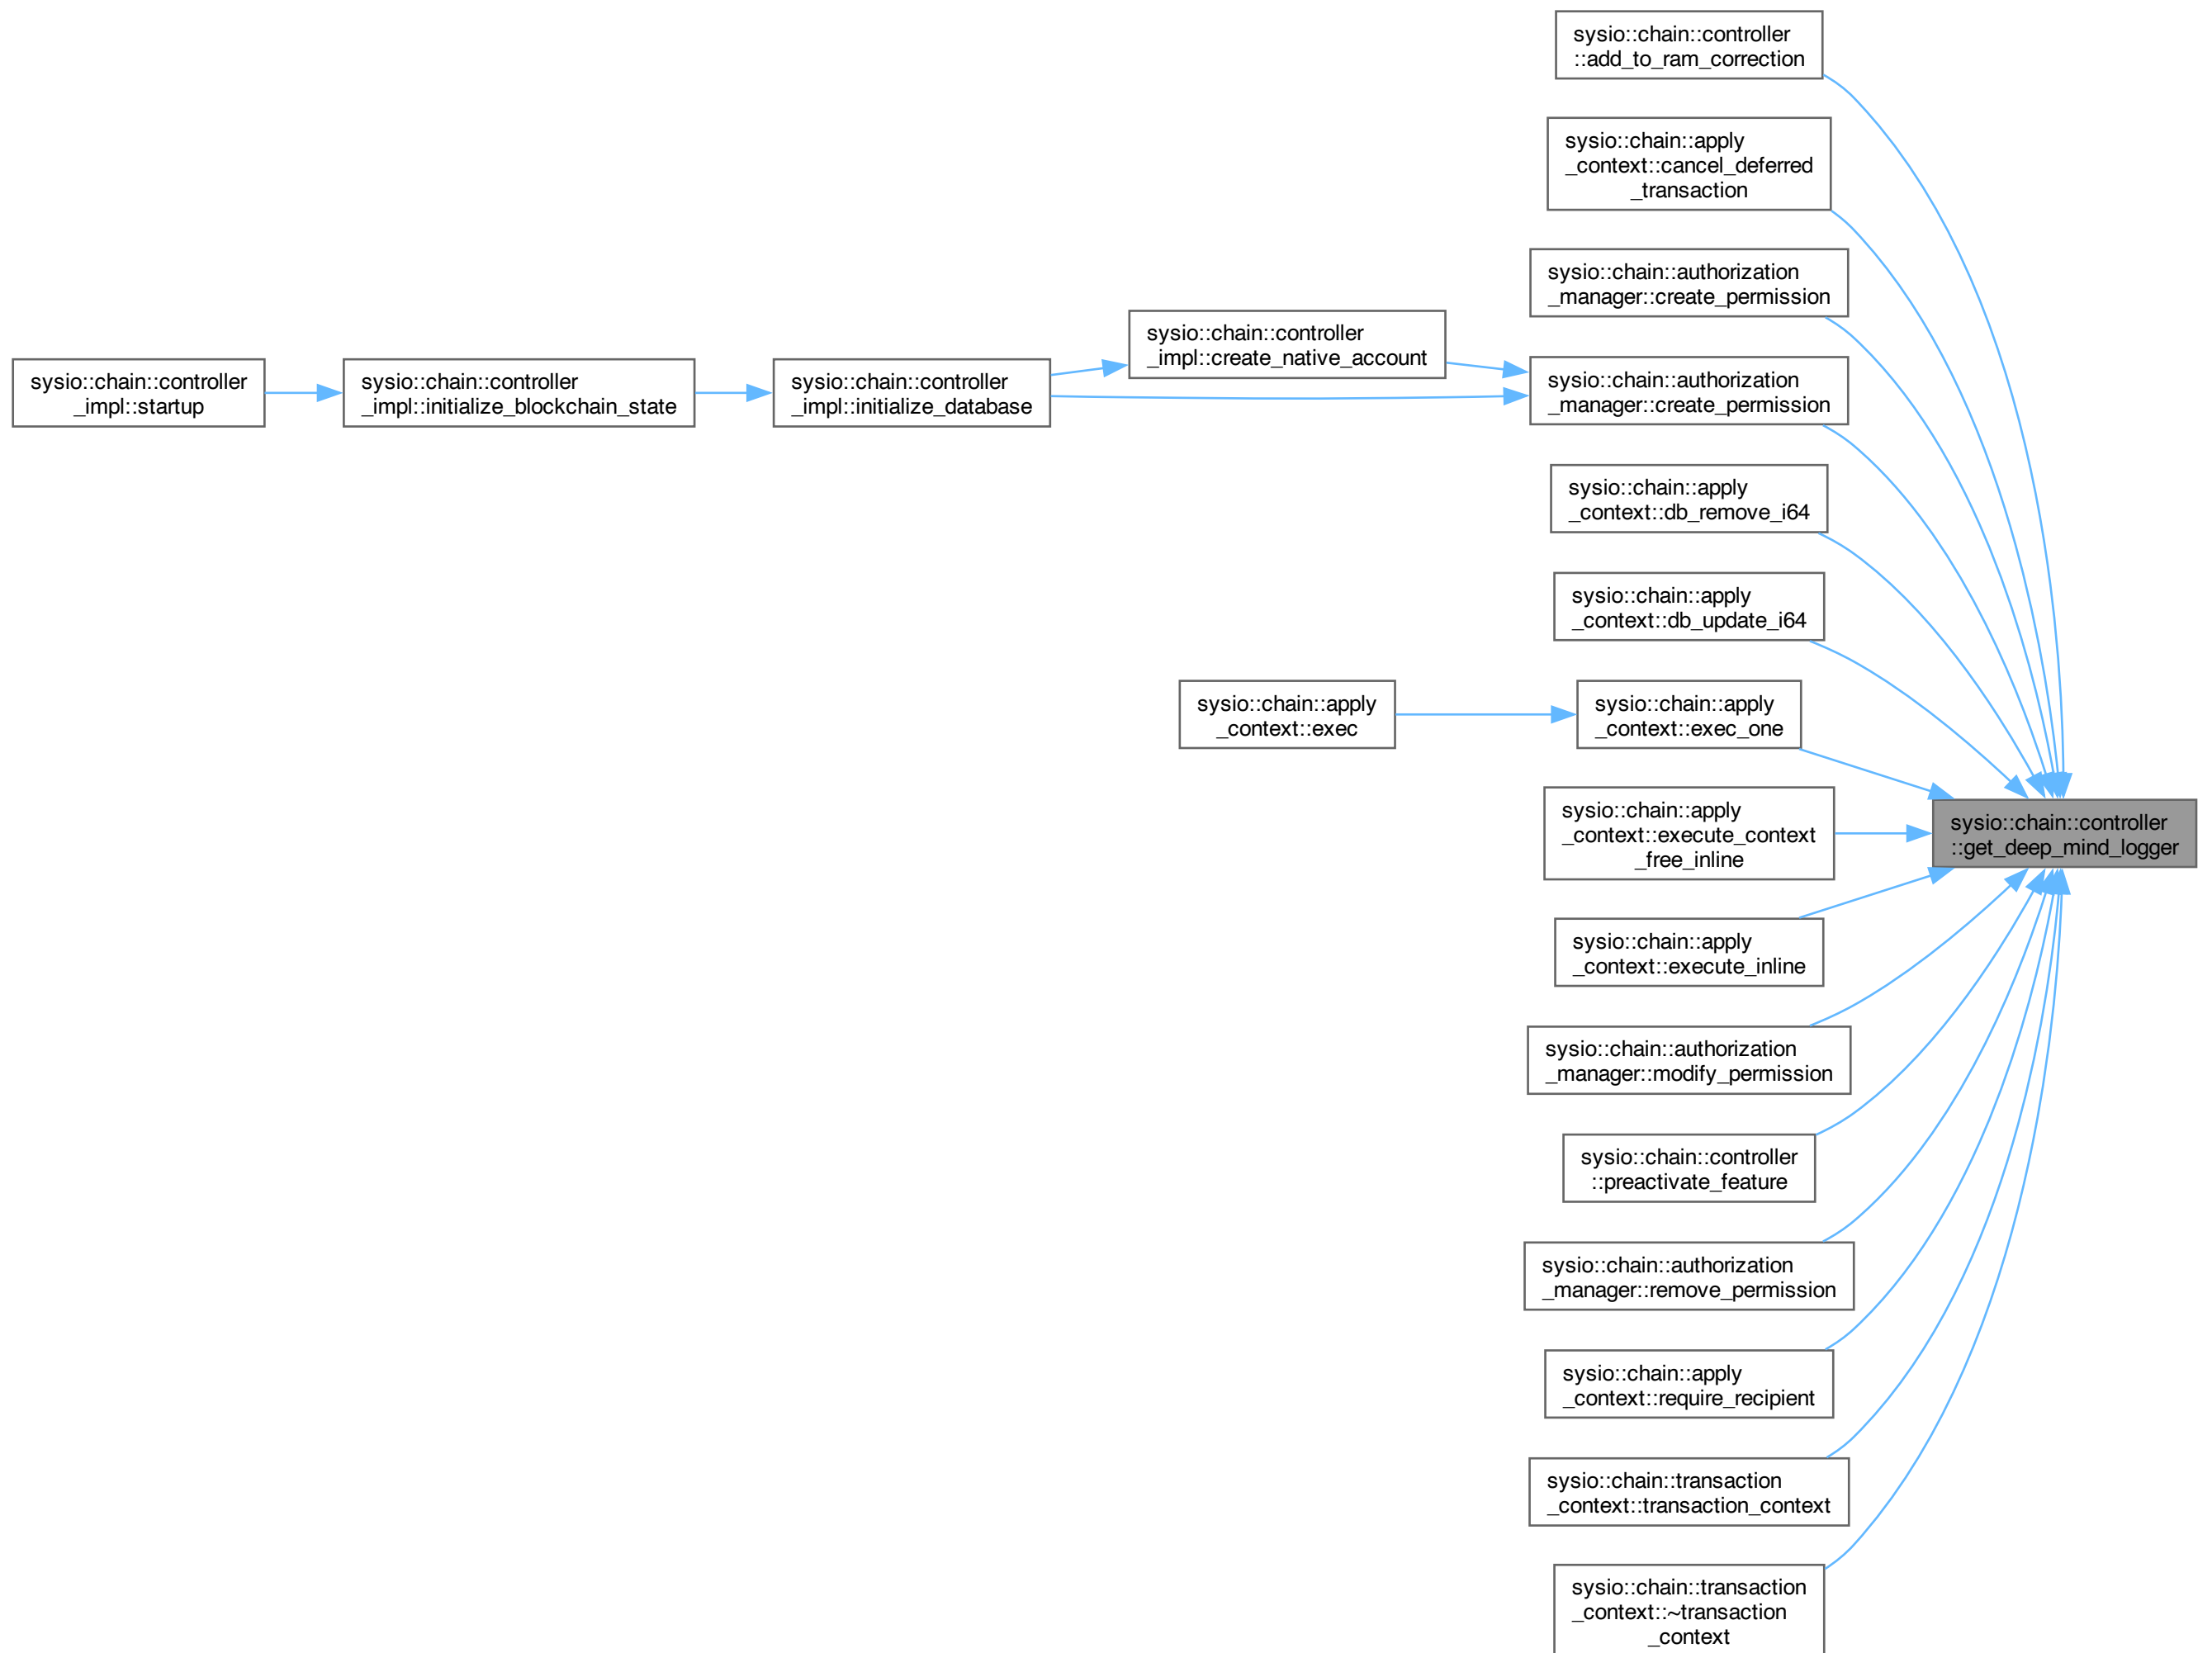 sysio::chain::controller
::add_to_ram_correction
sysio::chain::apply
_context::cancel_deferred
_transaction
sysio::chain::authorization
_manager::create_permission
sysio::chain::controller
_impl::startup
sysio::chain::controller
_impl::initialize_blockchain_state
sysio::chain::controller
_impl::initialize_database
sysio::chain::controller
_impl::create_native_account
sysio::chain::authorization
_manager::create_permission
sysio::chain::apply
_context::db_remove_i64
sysio::chain::apply
_context::db_update_i64
sysio::chain::apply
_context::exec
sysio::chain::apply
_context::exec_one
sysio::chain::apply
_context::execute_context
_free_inline
sysio::chain::controller
::get_deep_mind_logger
sysio::chain::apply
_context::execute_inline
sysio::chain::authorization
_manager::modify_permission
sysio::chain::controller
::preactivate_feature
sysio::chain::authorization
_manager::remove_permission
sysio::chain::apply
_context::require_recipient
sysio::chain::transaction
_context::transaction_context
sysio::chain::transaction
_context::~transaction
_context